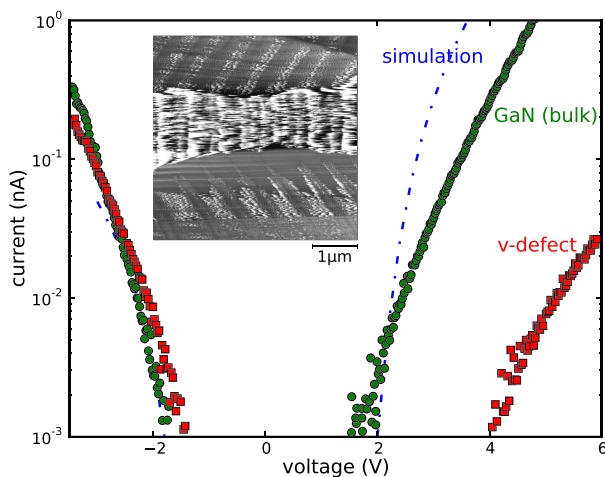 10^0
10^-1
10^-2
10^-3
current (nA)
simulation
GaN (bulk)
v-defect
1μm
−2
0
2
4
6
voltage (V)